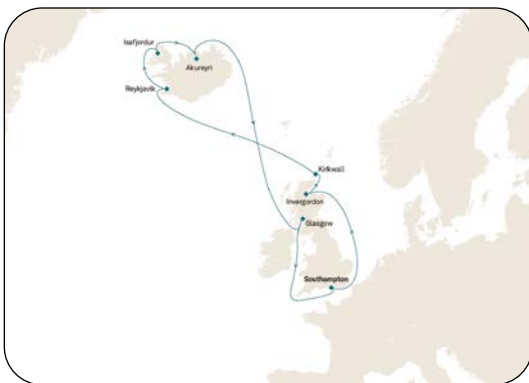 Isafjordur
Akureyri
Reykjavik
Kirkwall
Invergordon
Glasgow
Southampton